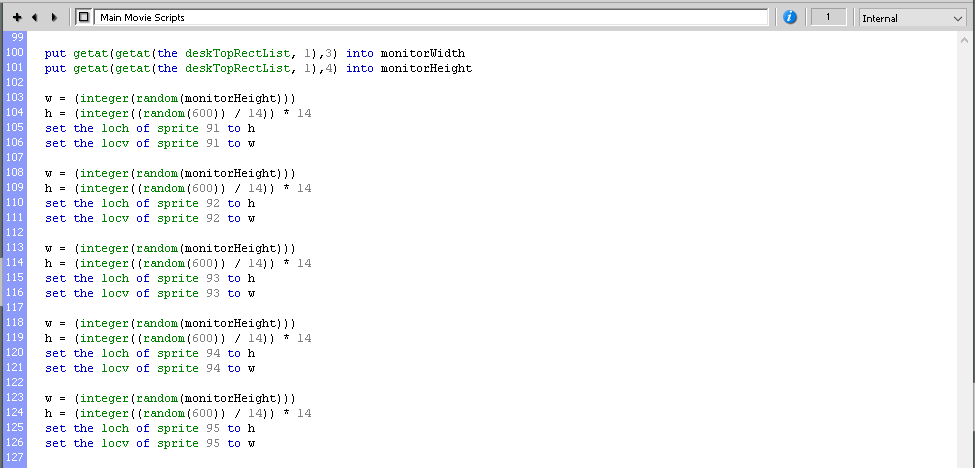 Main Movie Scripts 1 Internal
99
100 put getat(getat(the deskTopRectList, 1),3) into monitorWidth
101 put getat(getat(the deskTopRectList, 1),4) into monitorHeight
102
103 w = (integer(random(monitorHeight)))
104 h = (integer((random(600)) / 14)) * 14
105 set the loch of sprite 91 to h
106 set the locv of sprite 91 to w
107
108 w = (integer(random(monitorHeight)))
109 h = (integer((random(600)) / 14)) * 14
110 set the loch of sprite 92 to h
111 set the locv of sprite 92 to w
112
113 w = (integer(random(monitorHeight)))
114 h = (integer((random(600)) / 14)) * 14
115 set the loch of sprite 93 to h
116 set the locv of sprite 93 to w
117
118 w = (integer(random(monitorHeight)))
119 h = (integer((random(600)) / 14)) * 14
120 set the loch of sprite 94 to h
121 set the locv of sprite 94 to w
122
123 w = (integer(random(monitorHeight)))
124 h = (integer((random(600)) / 14)) * 14
125 set the loch of sprite 95 to h
126 set the locv of sprite 95 to w
127